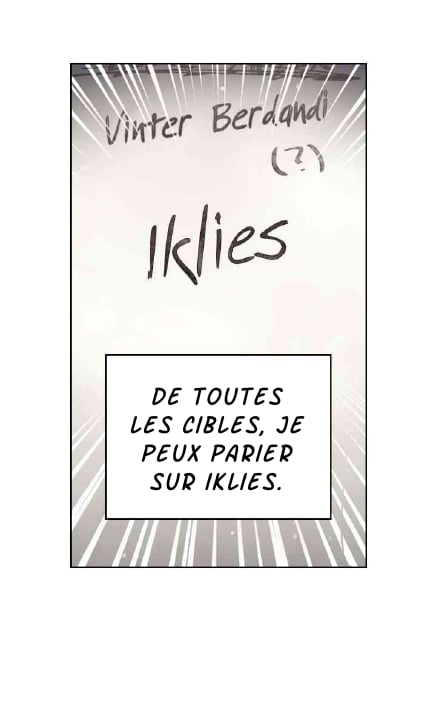 Vinter Berdandi
(?)
Iklies
DE TOUTES
LES CIBLES, JE
PEUX PARIER
SUR IKLIES.